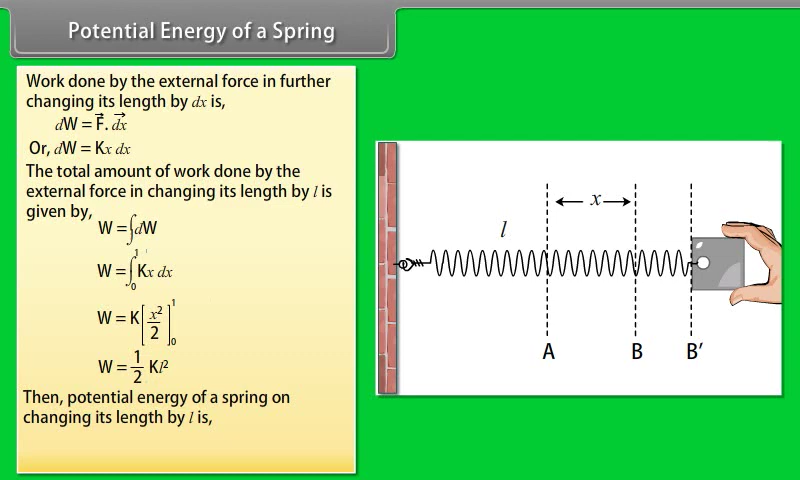 Potential Energy of a Spring
Work done by the external force in further
changing its length by dx is,
dW = F⃗. dx⃗
Or, dW = Kx dx
The total amount of work done by the
external force in changing its length by l is
given by,
W = ∫dW
W = ∫₀¹ Kx dx
W = K[x²/2]₀¹
W = 1/2 Kl²
Then, potential energy of a spring on
changing its length by l is,
x
l
A B B′